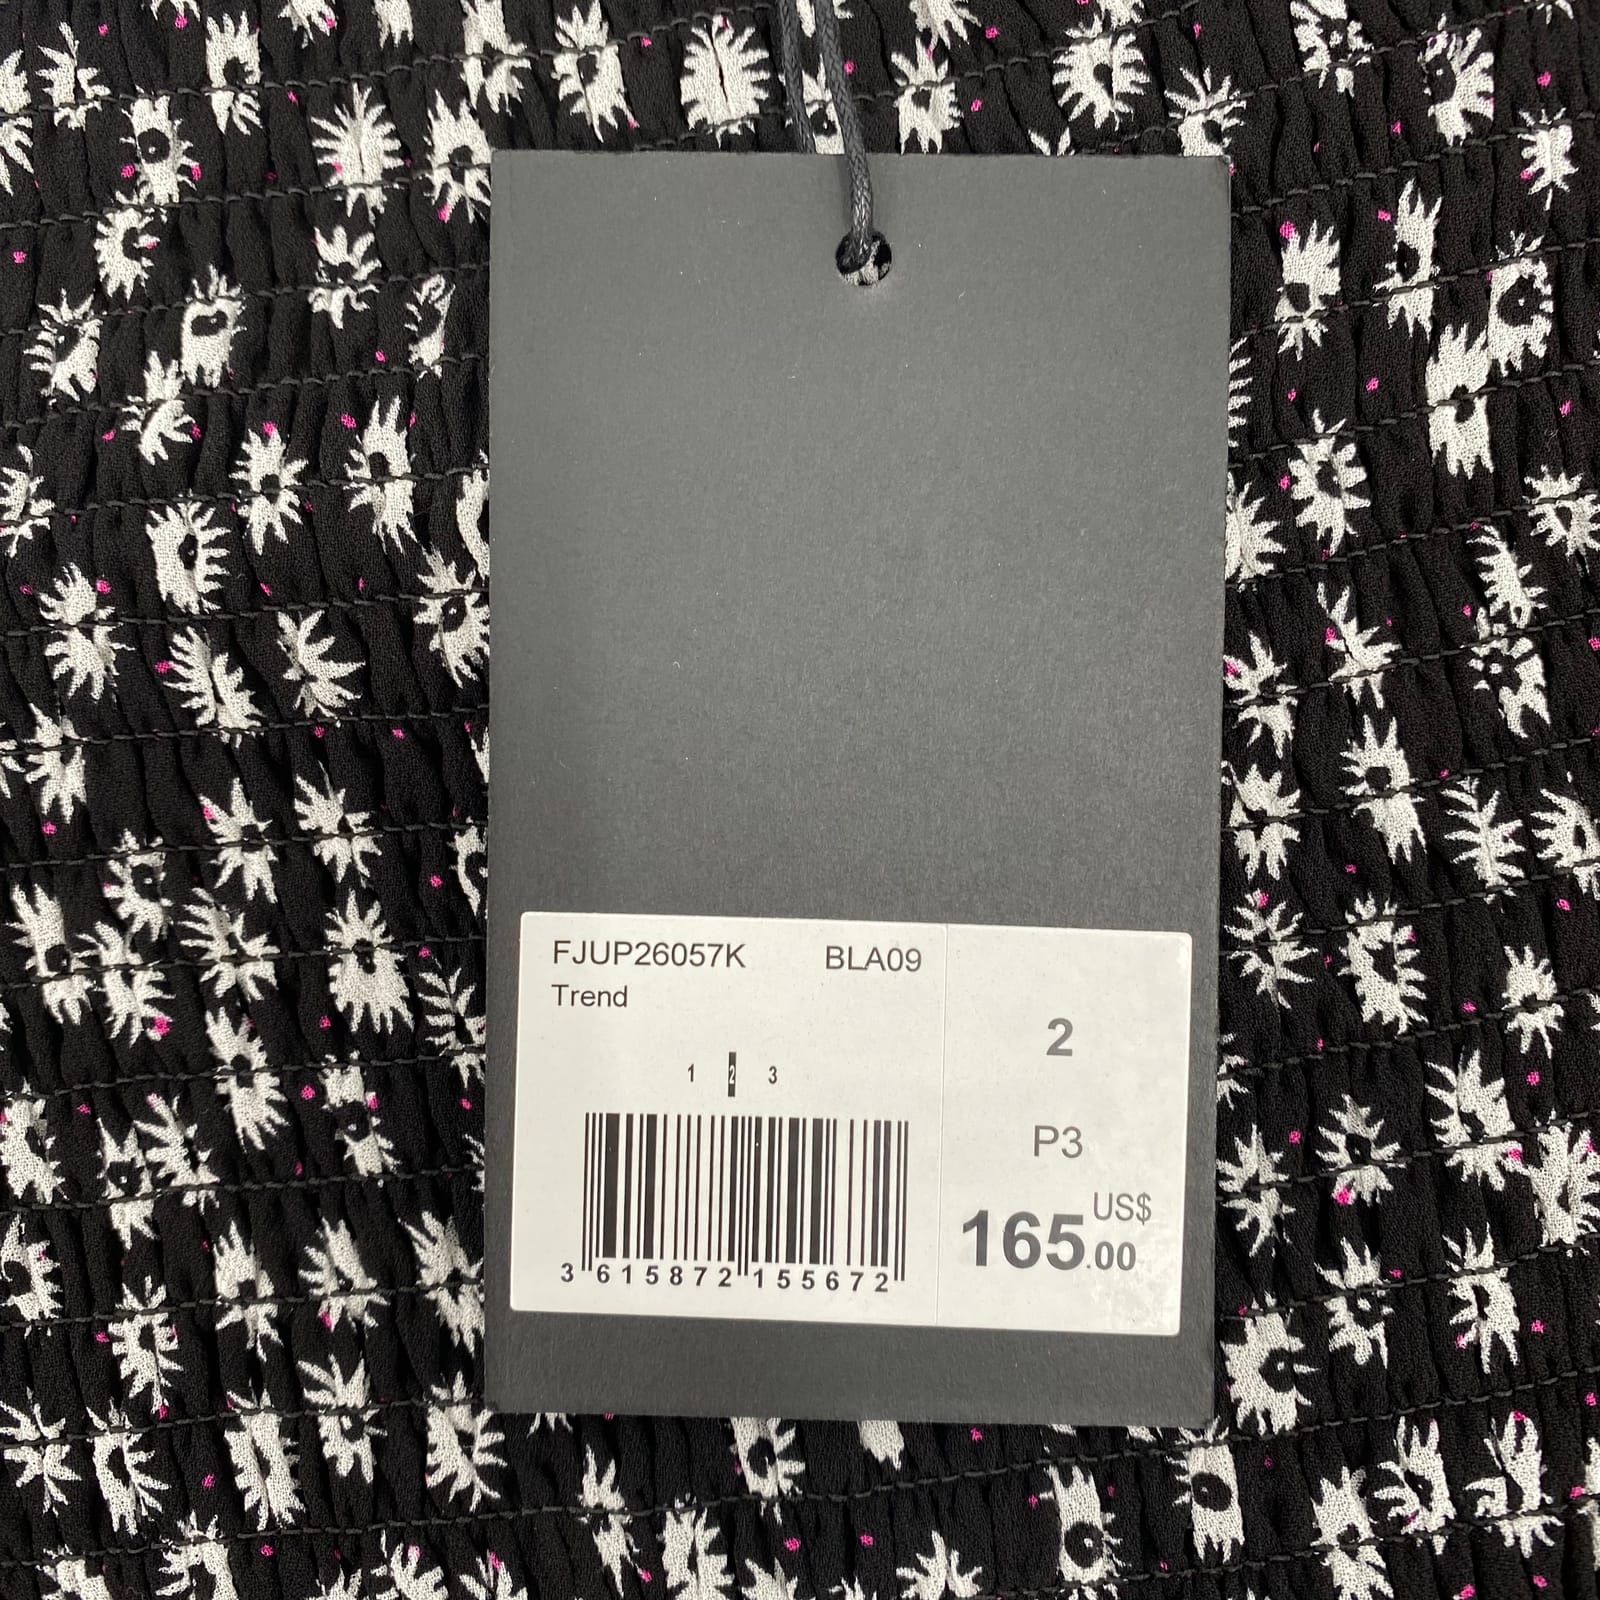 FJUP26057K BLA09
Trend
1 2 3
3 615872 155672
2
P3
165.00 US$